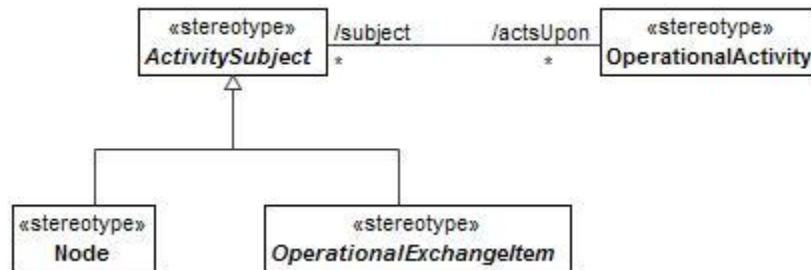 «stereotype»
ActivitySubject
/subject
*
/actsUpon
*
«stereotype»
OperationalActivity
«stereotype»
Node
«stereotype»
OperationalExchangeItem